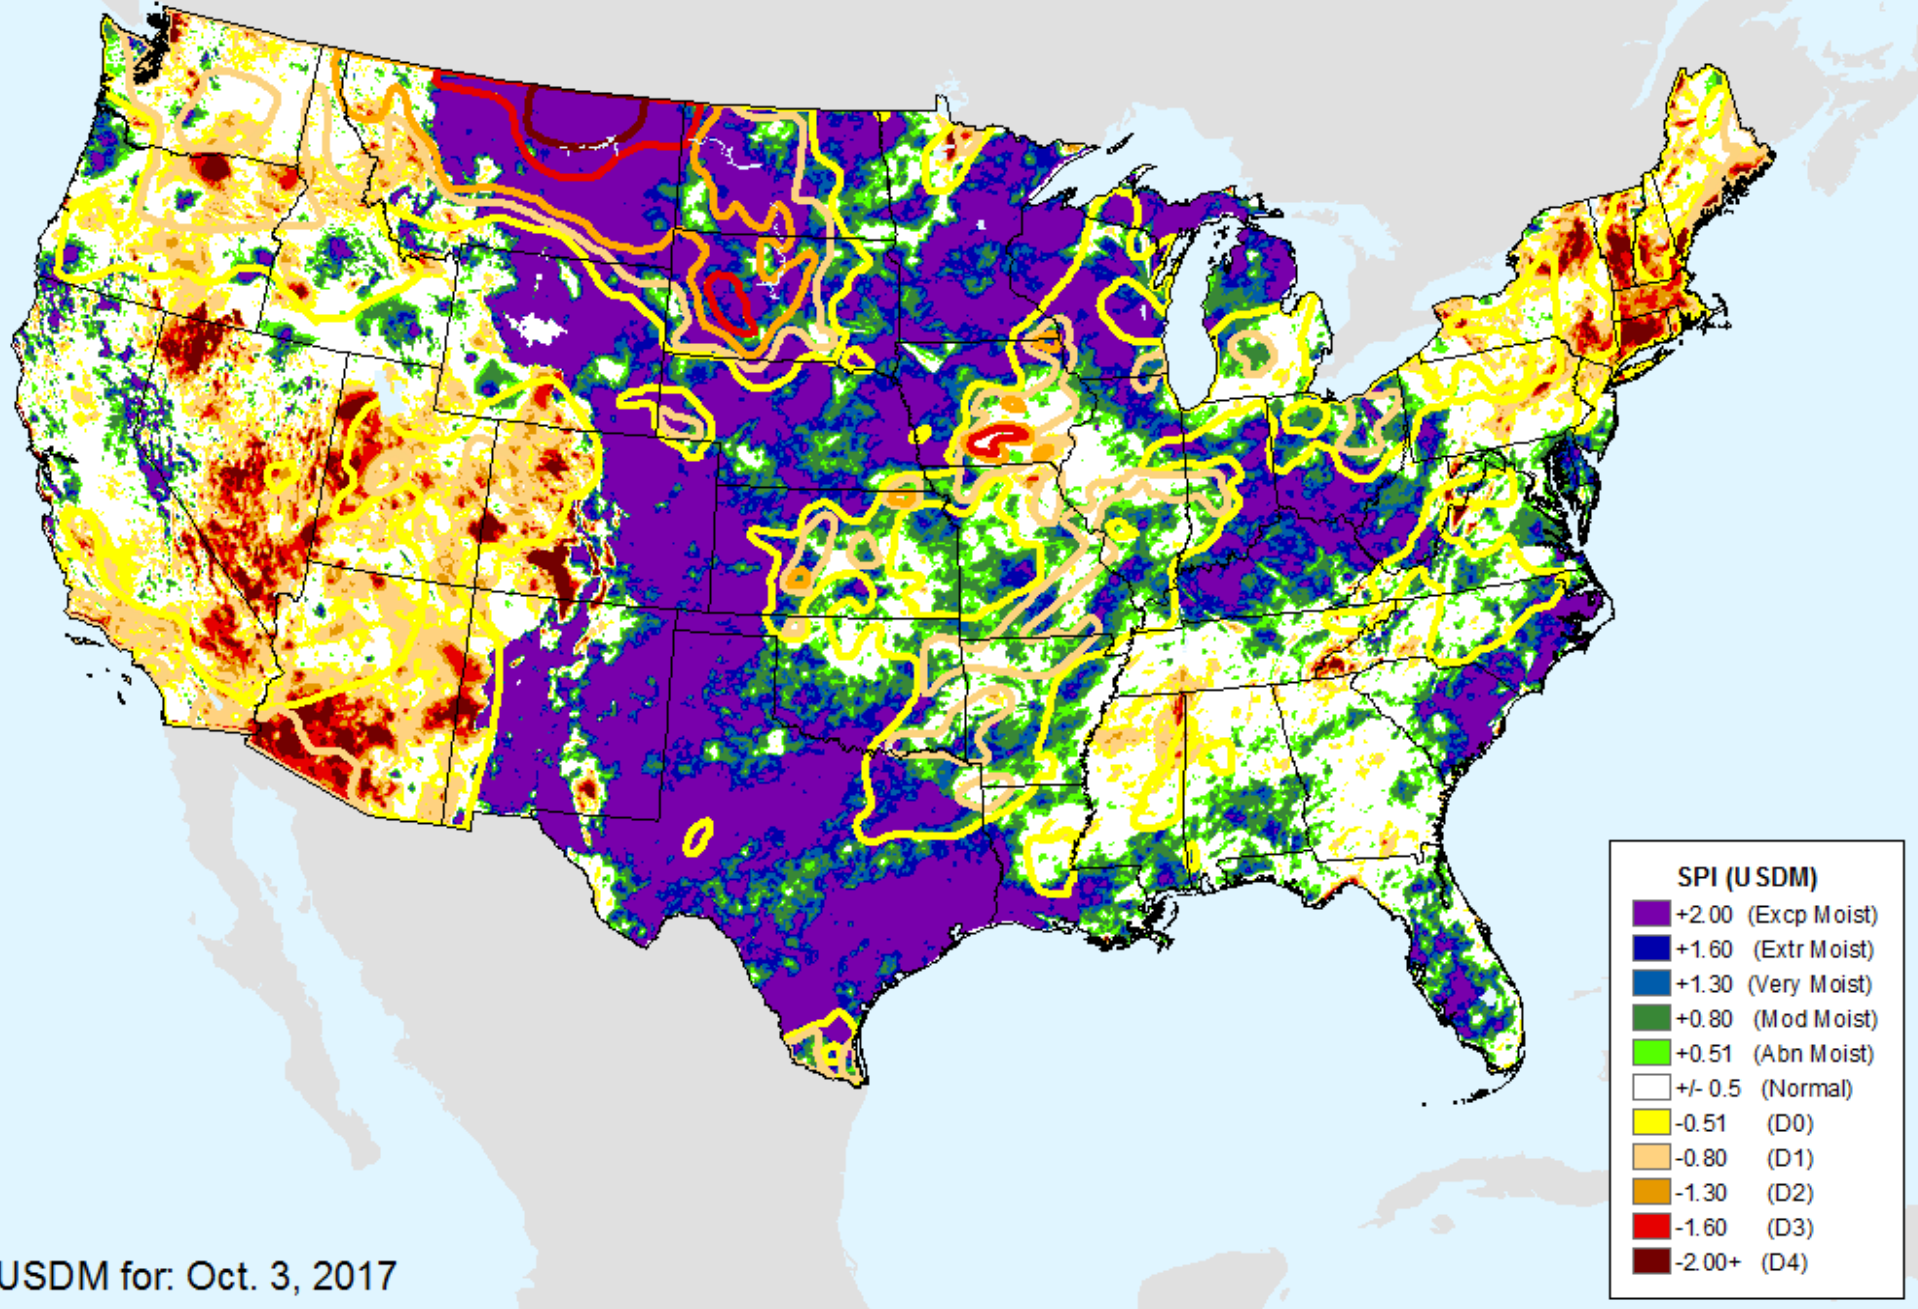 SPI (USDM)
+2.00 (Excp Moist)
+1.60 (Extr Moist)
+1.30 (Very Moist)
+0.80 (Mod Moist)
+0.51 (Abn Moist)
+/- 0.5 (Normal)
-0.51 (D0)
-0.80 (D1)
-1.30 (D2)
-1.60 (D3)
-2.00+ (D4)
USDM for: Oct. 3, 2017